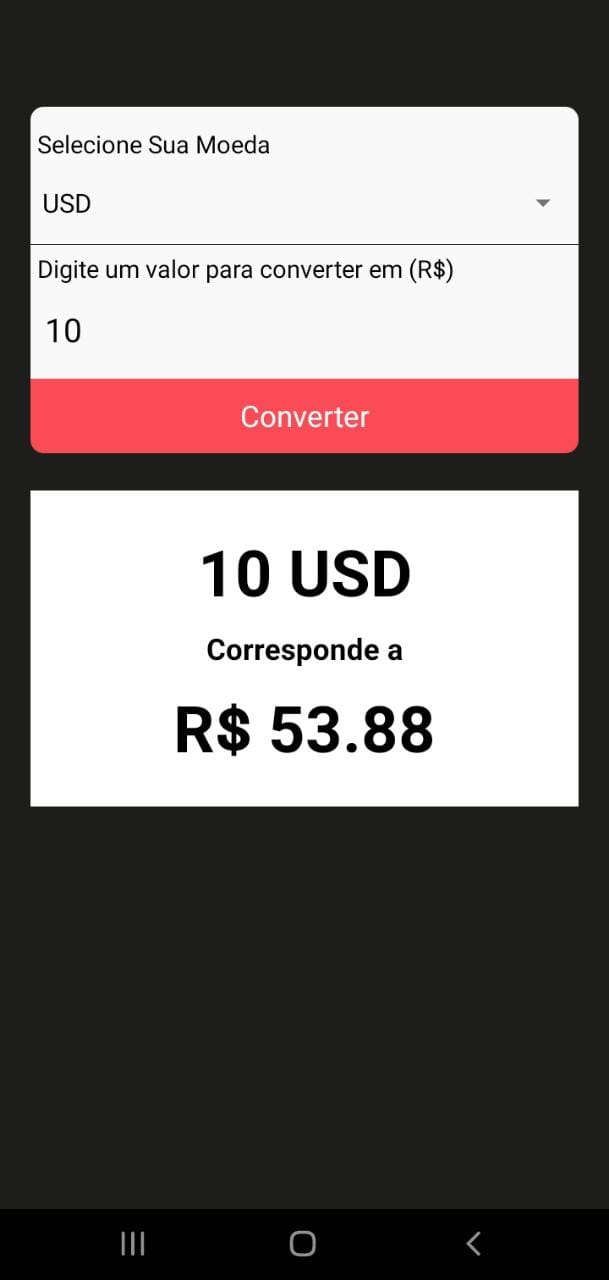 Selecione Sua Moeda
USD
Digite um valor para converter em (R$)
10
Converter
10 USD
Corresponde a
R$ 53.88